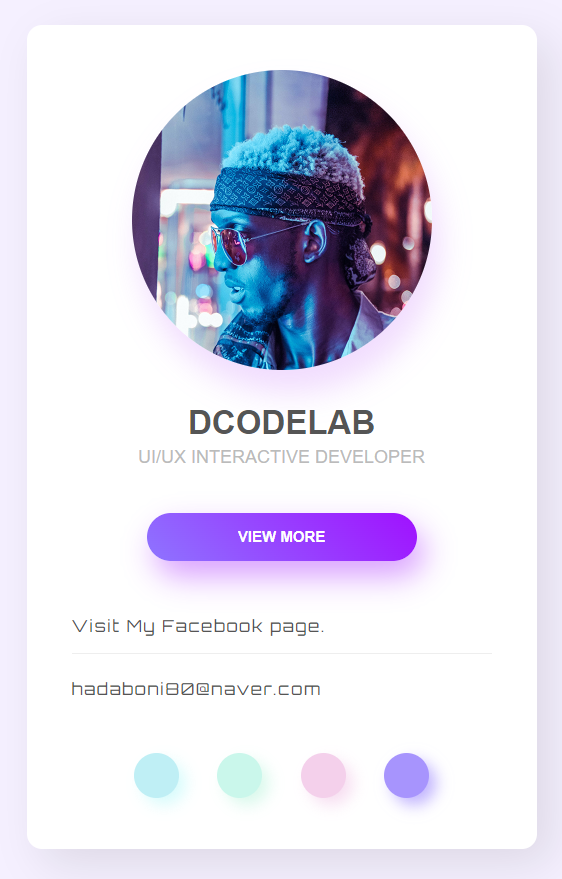 DCODELAB
UI/UX INTERACTIVE DEVELOPER
VIEW MORE
Visit My Facebook page.
hadaboni80@naver.com